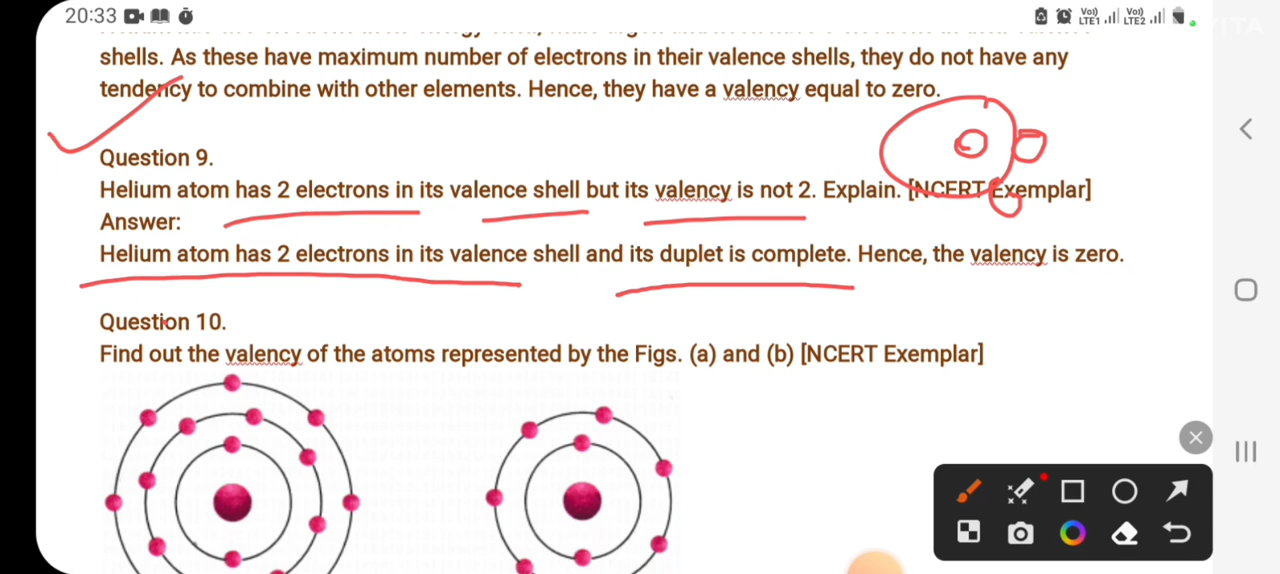 20:33
Vo) LTE1 Vo) LTE2
shells. As these have maximum number of electrons in their valence shells, they do not have any
tendency to combine with other elements. Hence, they have a valency equal to zero.
Question 9.
Helium atom has 2 electrons in its valence shell but its valency is not 2. Explain. [NCERT Exemplar]
Answer:
Helium atom has 2 electrons in its valence shell and its duplet is complete. Hence, the valency is zero.
Question 10.
Find out the valency of the atoms represented by the Figs. (a) and (b) [NCERT Exemplar]